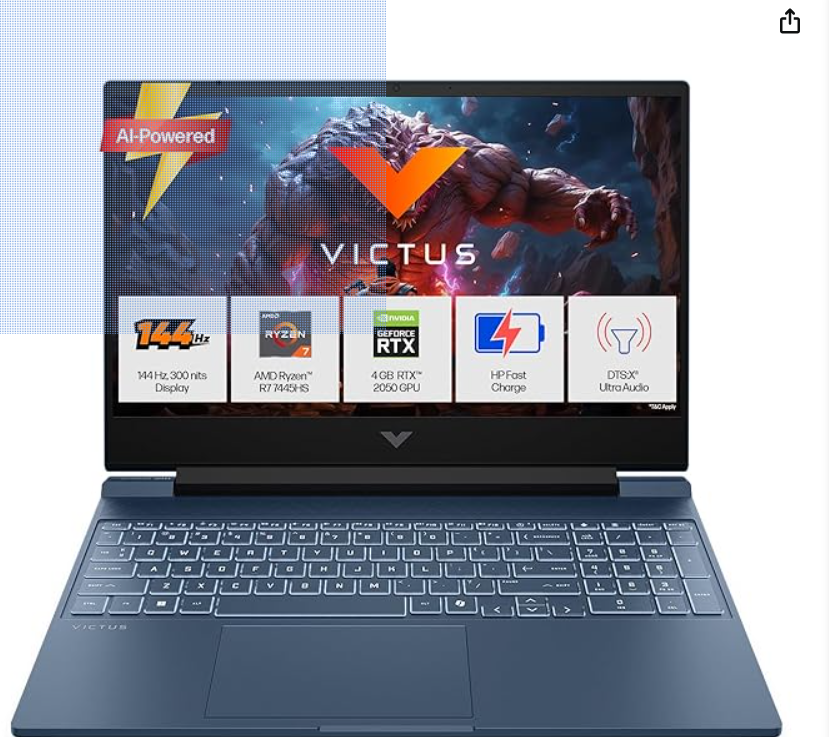 AI-Powered
VICTUS
144Hz
144 Hz, 300 nits
Display
AMD
RYZEN
7
AMD Ryzen™
R7 7445HS
NVIDIA
GEFORCE
RTX
4 GB RTX™
2050 GPU
HP Fast
Charge
DTS:X®
Ultra Audio
*T&C Apply
Q W E R T Y U I O P
A S D F G H J K L
Z X C V B N M
VICTUS